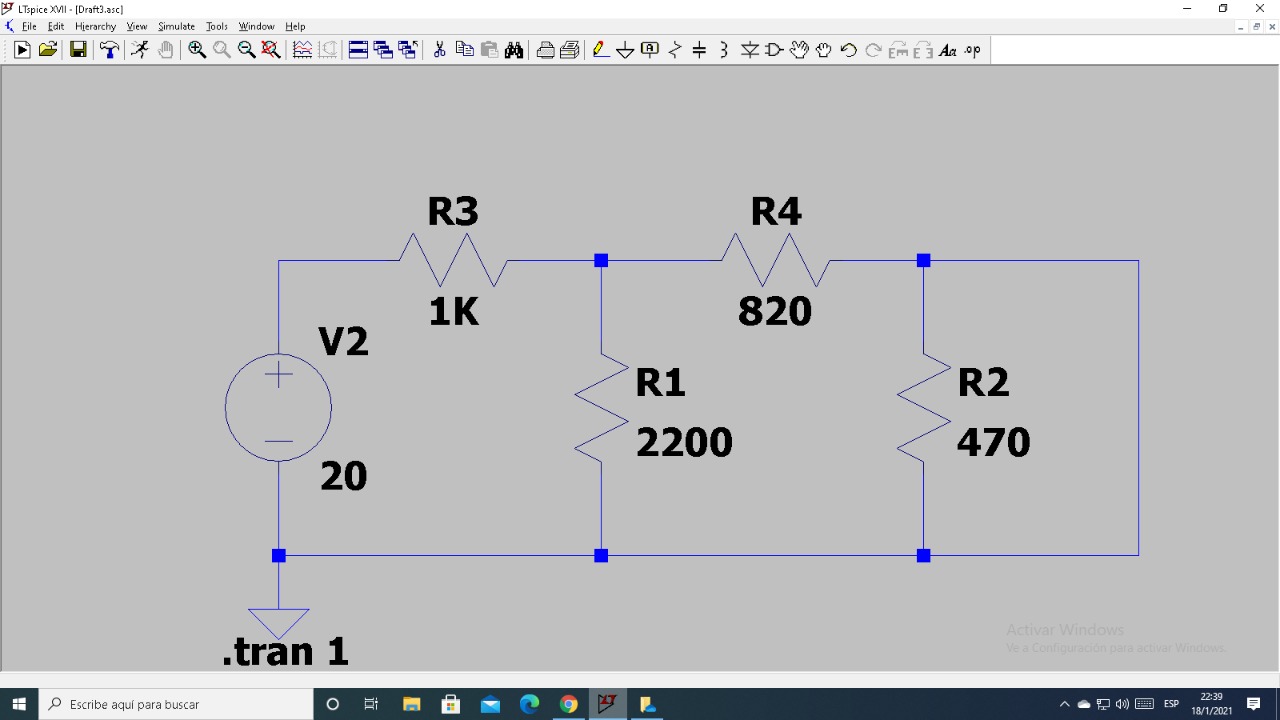 LTspice XVII - [Draft3.asc]
File Edit Hierarchy View Simulate Tools Window Help
Aa .op
R3 R4
1K 820
V2
R1 R2
2200 470
20
.tran 1
Activar Windows
Ve a Configuración para activar Windows.
Escribe aquí para buscar
ESP
22:39
18/1/2021